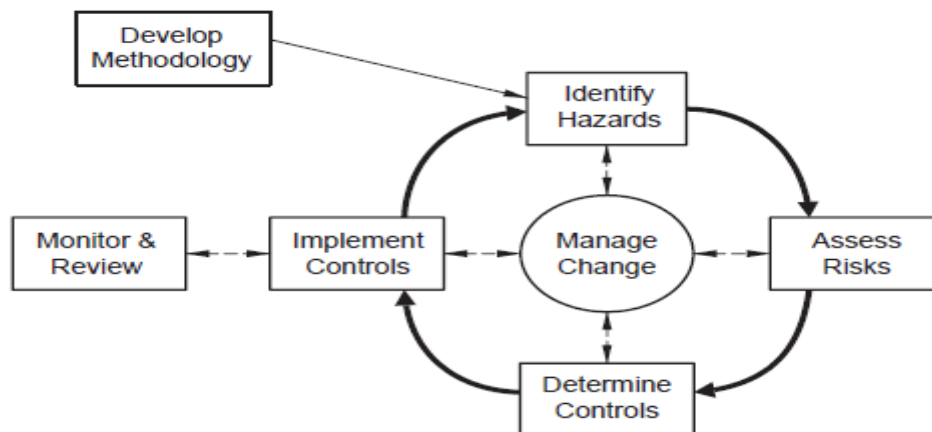 Develop
Methodology
Identify
Hazards
Monitor &
Review
Implement
Controls
Manage
Change
Assess
Risks
Determine
Controls